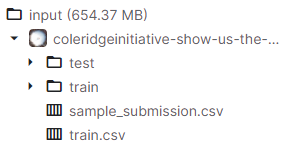 input (654.37 MB)
coleridgeinitiative-show-us-the-...
test
train
sample_submission.csv
train.csv